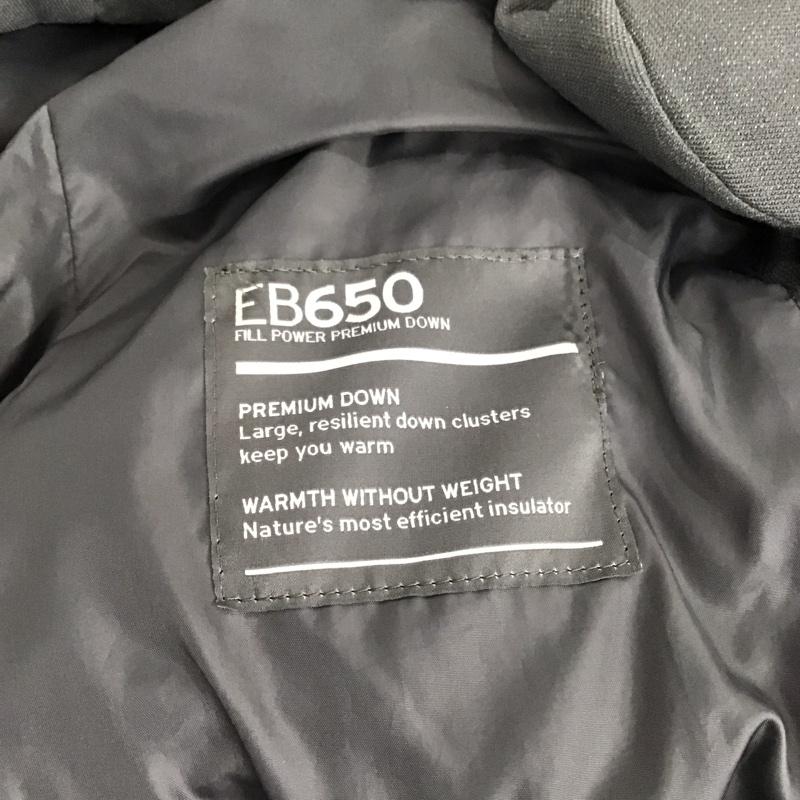 EB650
FILL POWER PREMIUM DOWN
PREMIUM DOWN
Large, resilient down clusters
keep you warm
WARMTH WITHOUT WEIGHT
Nature's most efficient insulator